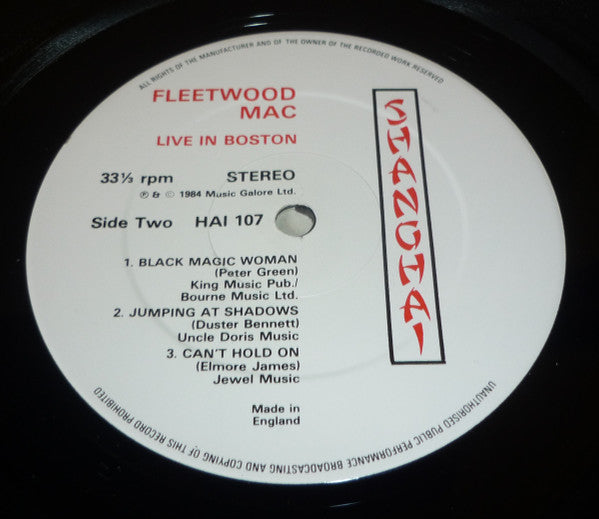 ALL RIGHTS OF THE MANUFACTURER AND OF THE OWNER OF THE RECORDED WORK RESERVED
FLEETWOOD
MAC
LIVE IN BOSTON
SHANGHAI
33⅓ rpm STEREO
℗ & © 1984 Music Galore Ltd.
Side Two HAI 107
1. BLACK MAGIC WOMAN
(Peter Green)
King Music Pub./
Bourne Music Ltd.
2. JUMPING AT SHADOWS
(Duster Bennett)
Uncle Doris Music
3. CAN'T HOLD ON
(Elmore James)
Jewel Music
Made in
England
UNAUTHORISED PUBLIC PERFORMANCE BROADCASTING AND COPYING OF THIS RECORD PROHIBITED